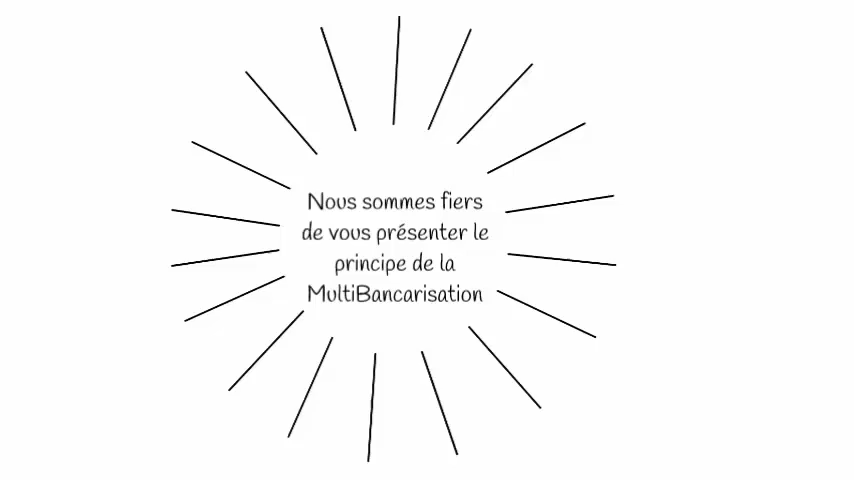 Nous sommes fiers
de vous présenter le
principe de la
MultiBancarisation